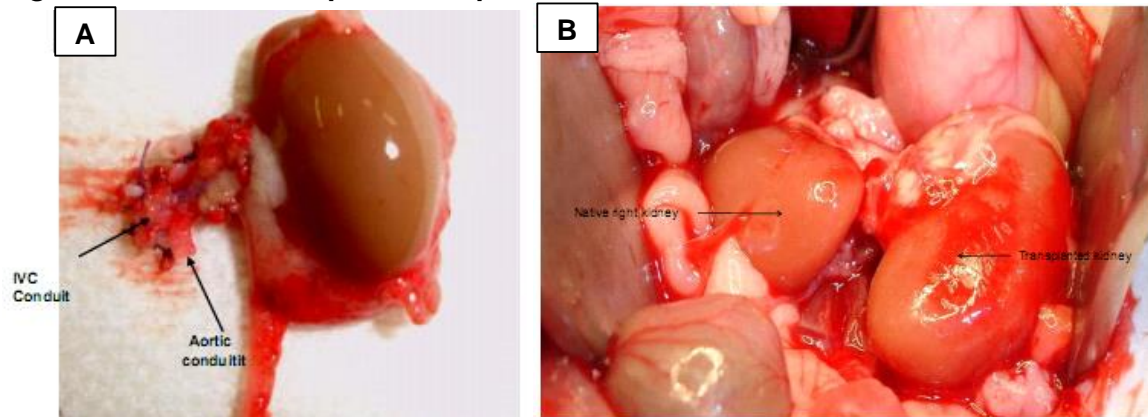 A
B
IVC
Conduit
Aortic
conduitit
Native right kidney
Transplanted kidney